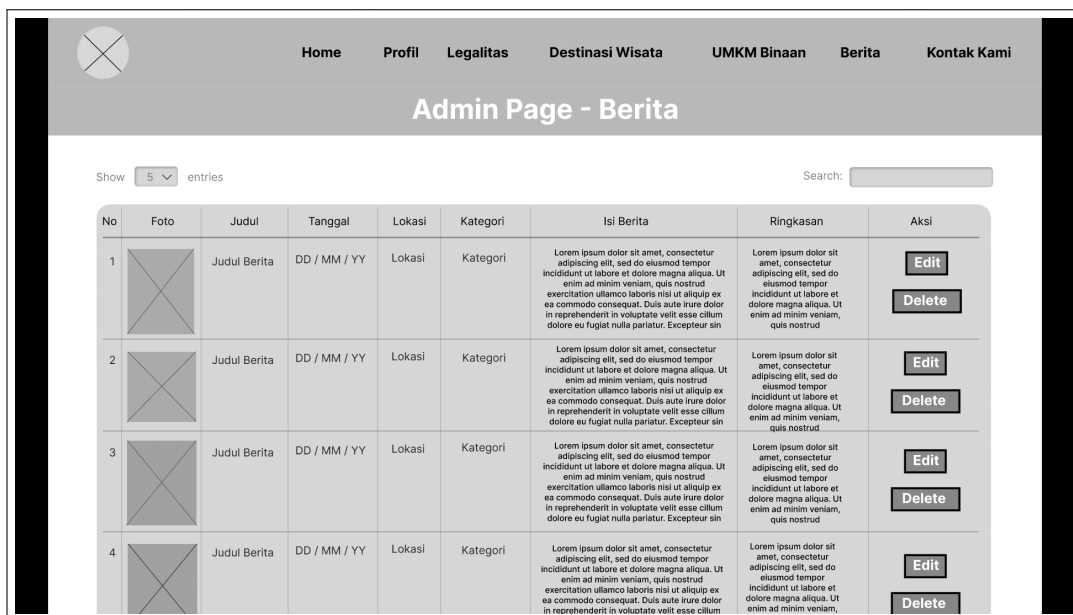 Home Profil Legalitas Destinasi Wisata UMKM Binaan Berita Kontak Kami
Admin Page - Berita
Show 5 entries
Search:
No Foto Judul Tanggal Lokasi Kategori Isi Berita Ringkasan Aksi
1
Judul Berita
DD / MM / YY
Lokasi
Kategori
Lorem ipsum dolor sit amet, consectetur
adipiscing elit, sed do eiusmod tempor
incididunt ut labore et dolore magna aliqua. Ut
enim ad minim veniam, quis nostrud
exercitation ullamco laboris nisi ut aliquip ex
ea commodo consequat. Duis aute irure dolor
in reprehenderit in voluptate velit esse cillum
dolore eu fugiat nulla pariatur. Excepteur sin
Lorem ipsum dolor sit
amet, consectetur
adipiscing elit, sed do
eiusmod tempor
incididunt ut labore et
dolore magna aliqua. Ut
enim ad minim veniam,
quis nostrud
Edit
Delete
2
Judul Berita
DD / MM / YY
Lokasi
Kategori
Lorem ipsum dolor sit amet, consectetur
adipiscing elit, sed do eiusmod tempor
incididunt ut labore et dolore magna aliqua. Ut
enim ad minim veniam, quis nostrud
exercitation ullamco laboris nisi ut aliquip ex
ea commodo consequat. Duis aute irure dolor
in reprehenderit in voluptate velit esse cillum
dolore eu fugiat nulla pariatur. Excepteur sin
Lorem ipsum dolor sit
amet, consectetur
adipiscing elit, sed do
eiusmod tempor
incididunt ut labore et
dolore magna aliqua. Ut
enim ad minim veniam,
quis nostrud
Edit
Delete
3
Judul Berita
DD / MM / YY
Lokasi
Kategori
Lorem ipsum dolor sit amet, consectetur
adipiscing elit, sed do eiusmod tempor
incididunt ut labore et dolore magna aliqua. Ut
enim ad minim veniam, quis nostrud
exercitation ullamco laboris nisi ut aliquip ex
ea commodo consequat. Duis aute irure dolor
in reprehenderit in voluptate velit esse cillum
dolore eu fugiat nulla pariatur. Excepteur sin
Lorem ipsum dolor sit
amet, consectetur
adipiscing elit, sed do
eiusmod tempor
incididunt ut labore et
dolore magna aliqua. Ut
enim ad minim veniam,
quis nostrud
Edit
Delete
4
Judul Berita
DD / MM / YY
Lokasi
Kategori
Lorem ipsum dolor sit amet, consectetur
adipiscing elit, sed do eiusmod tempor
incididunt ut labore et dolore magna aliqua. Ut
enim ad minim veniam, quis nostrud
exercitation ullamco laboris nisi ut aliquip ex
ea commodo consequat. Duis aute irure dolor
in reprehenderit in voluptate velit esse cillum
Lorem ipsum dolor sit
amet, consectetur
adipiscing elit, sed do
eiusmod tempor
incididunt ut labore et
dolore magna aliqua. Ut
enim ad minim veniam,
Edit
Delete